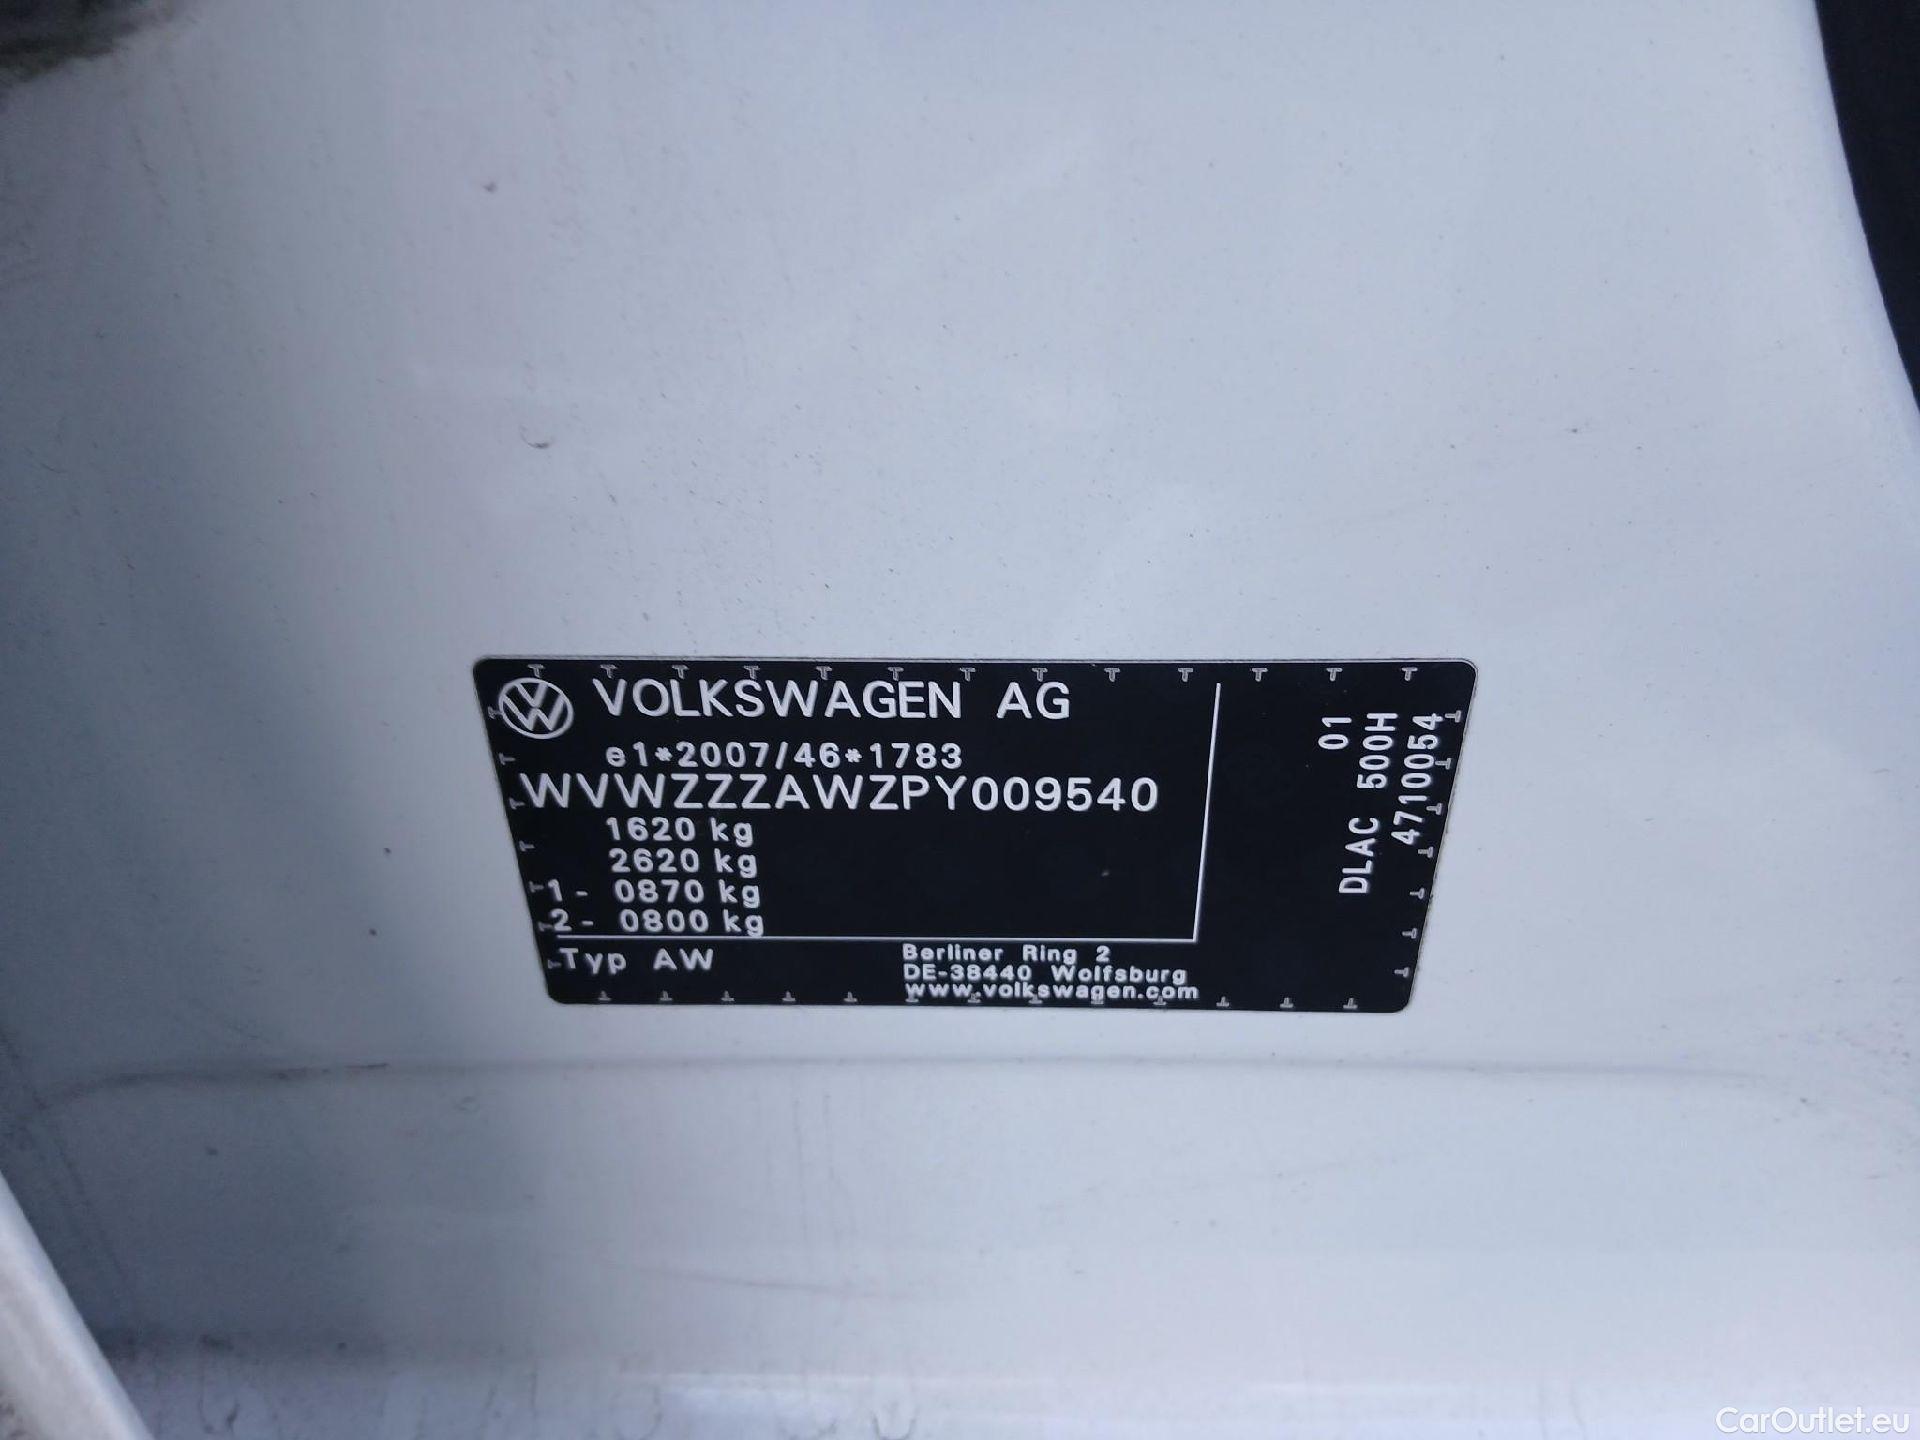 VOLKSWAGEN AG
e1*2007/46*1783
WVWZZZAWZPY009540
1620 kg
2620 kg
1- 0870 kg
2- 0800 kg
Typ AW
Berliner Ring 2
DE-38440 Wolfsburg
www.volkswagen.com
01
DLAC 500H
4710054
CarOutlet.eu